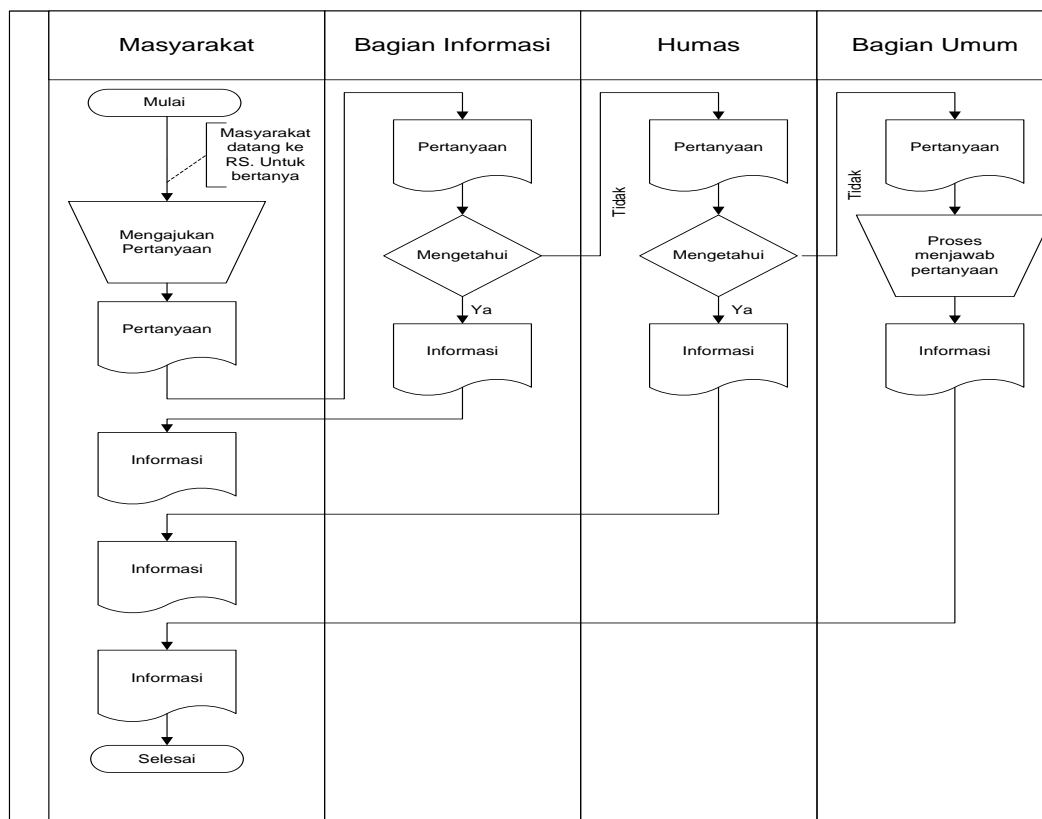 Masyarakat
Bagian Informasi
Humas
Bagian Umum
Mulai
Masyarakat
datang ke
RS. Untuk
bertanya
Mengajukan
Pertanyaan
Pertanyaan
Informasi
Informasi
Informasi
Selesai
Pertanyaan
Mengetahui
Tidak
Ya
Informasi
Pertanyaan
Mengetahui
Tidak
Ya
Informasi
Pertanyaan
Proses
menjawab
pertanyaan
Informasi